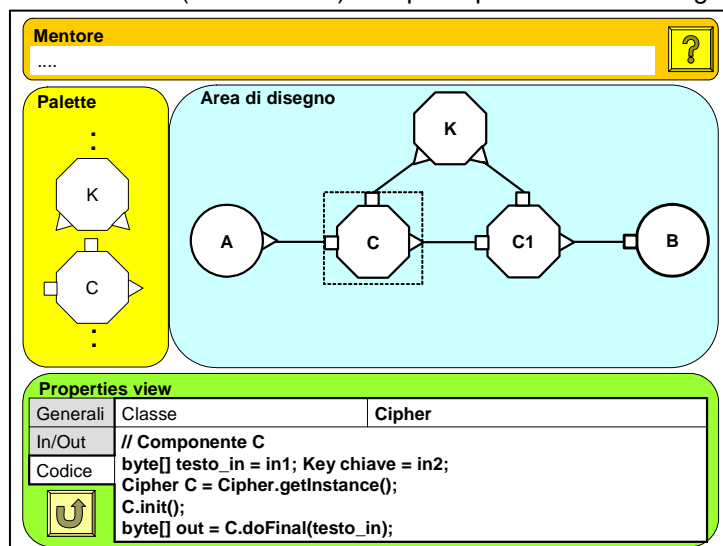 Mentore
....
?
Palette
Area di disegno
:
K
C
:
K
A
C
C1
B
Properties view
Generali
Classe
Cipher
In/Out
Codice
// Componente C
byte[] testo_in = in1; Key chiave = in2;
Cipher C = Cipher.getInstance();
C.init();
byte[] out = C.doFinal(testo_in);